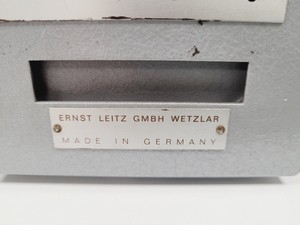 ERNST LEITZ GMBH WETZLAR
MADE IN GERMANY